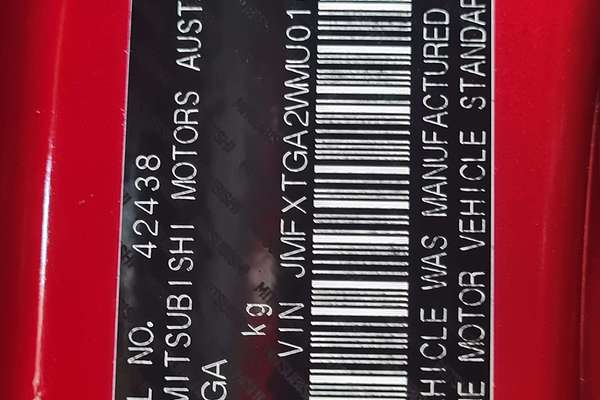 L NO. 42438
MITSUBISHI MOTORS AUST
GA
kg
VIN JMFXTGA2WMU01
HICLE WAS MANUFACTURED
E MOTOR VEHICLE STANDAR